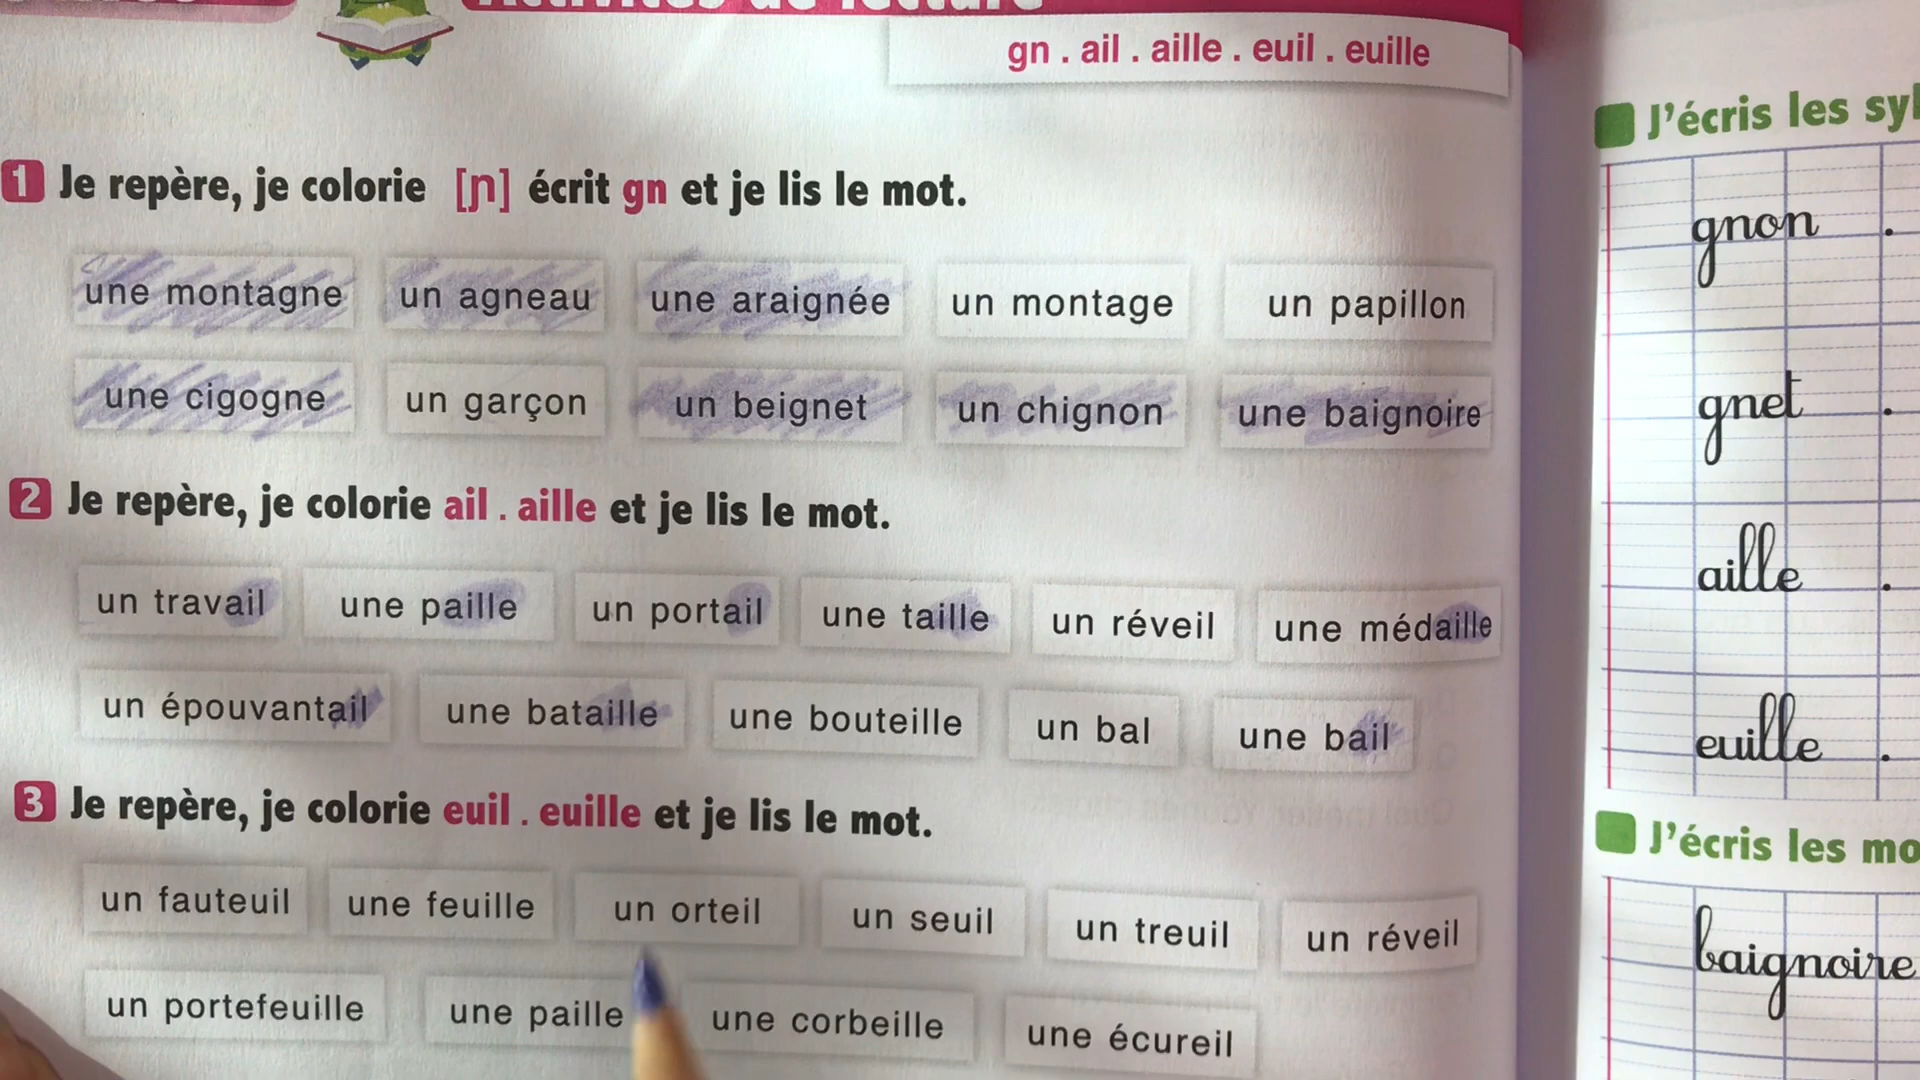 Activités de lecture
gn . ail . aille . euil . euille
1 Je repère, je colorie [ɲ] écrit gn et je lis le mot.
une montagne un agneau une araignée un montage un papillon
une cigogne un garçon un beignet un chignon une baignoire
2 Je repère, je colorie ail . aille et je lis le mot.
un travail une paille un portail une taille un réveil une médaille
un épouvantail une bataille une bouteille un bal une bail
3 Je repère, je colorie euil . euille et je lis le mot.
un fauteuil une feuille un orteil un seuil un treuil un réveil
un portefeuille une paille une corbeille une écureil
J'écris les syl
gnon .
gnet .
aille .
euille .
J'écris les mo
baignoire